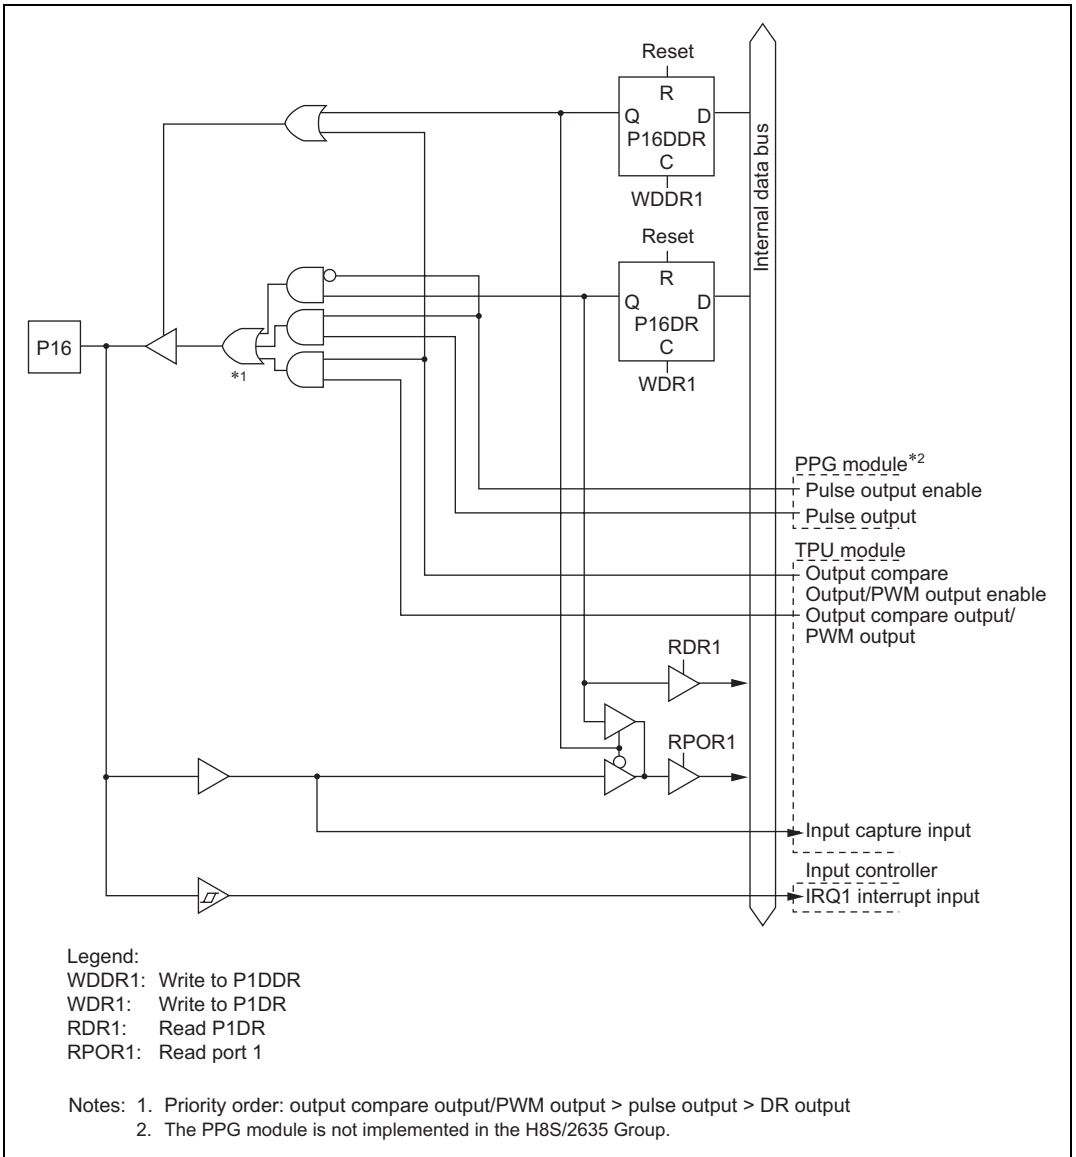 Reset
R
Q D
P16DDR
C
WDDR1
Internal data bus
Reset
R
Q D
P16DR
C
WDR1
P16
*1
PPG module*2
Pulse output enable
Pulse output
TPU module
Output compare
Output/PWM output enable
Output compare output/
PWM output
RDR1
RPOR1
Input capture input
Input controller
IRQ1 interrupt input
Legend:
WDDR1: Write to P1DDR
WDR1: Write to P1DR
RDR1: Read P1DR
RPOR1: Read port 1
Notes: 1. Priority order: output compare output/PWM output > pulse output > DR output
2. The PPG module is not implemented in the H8S/2635 Group.